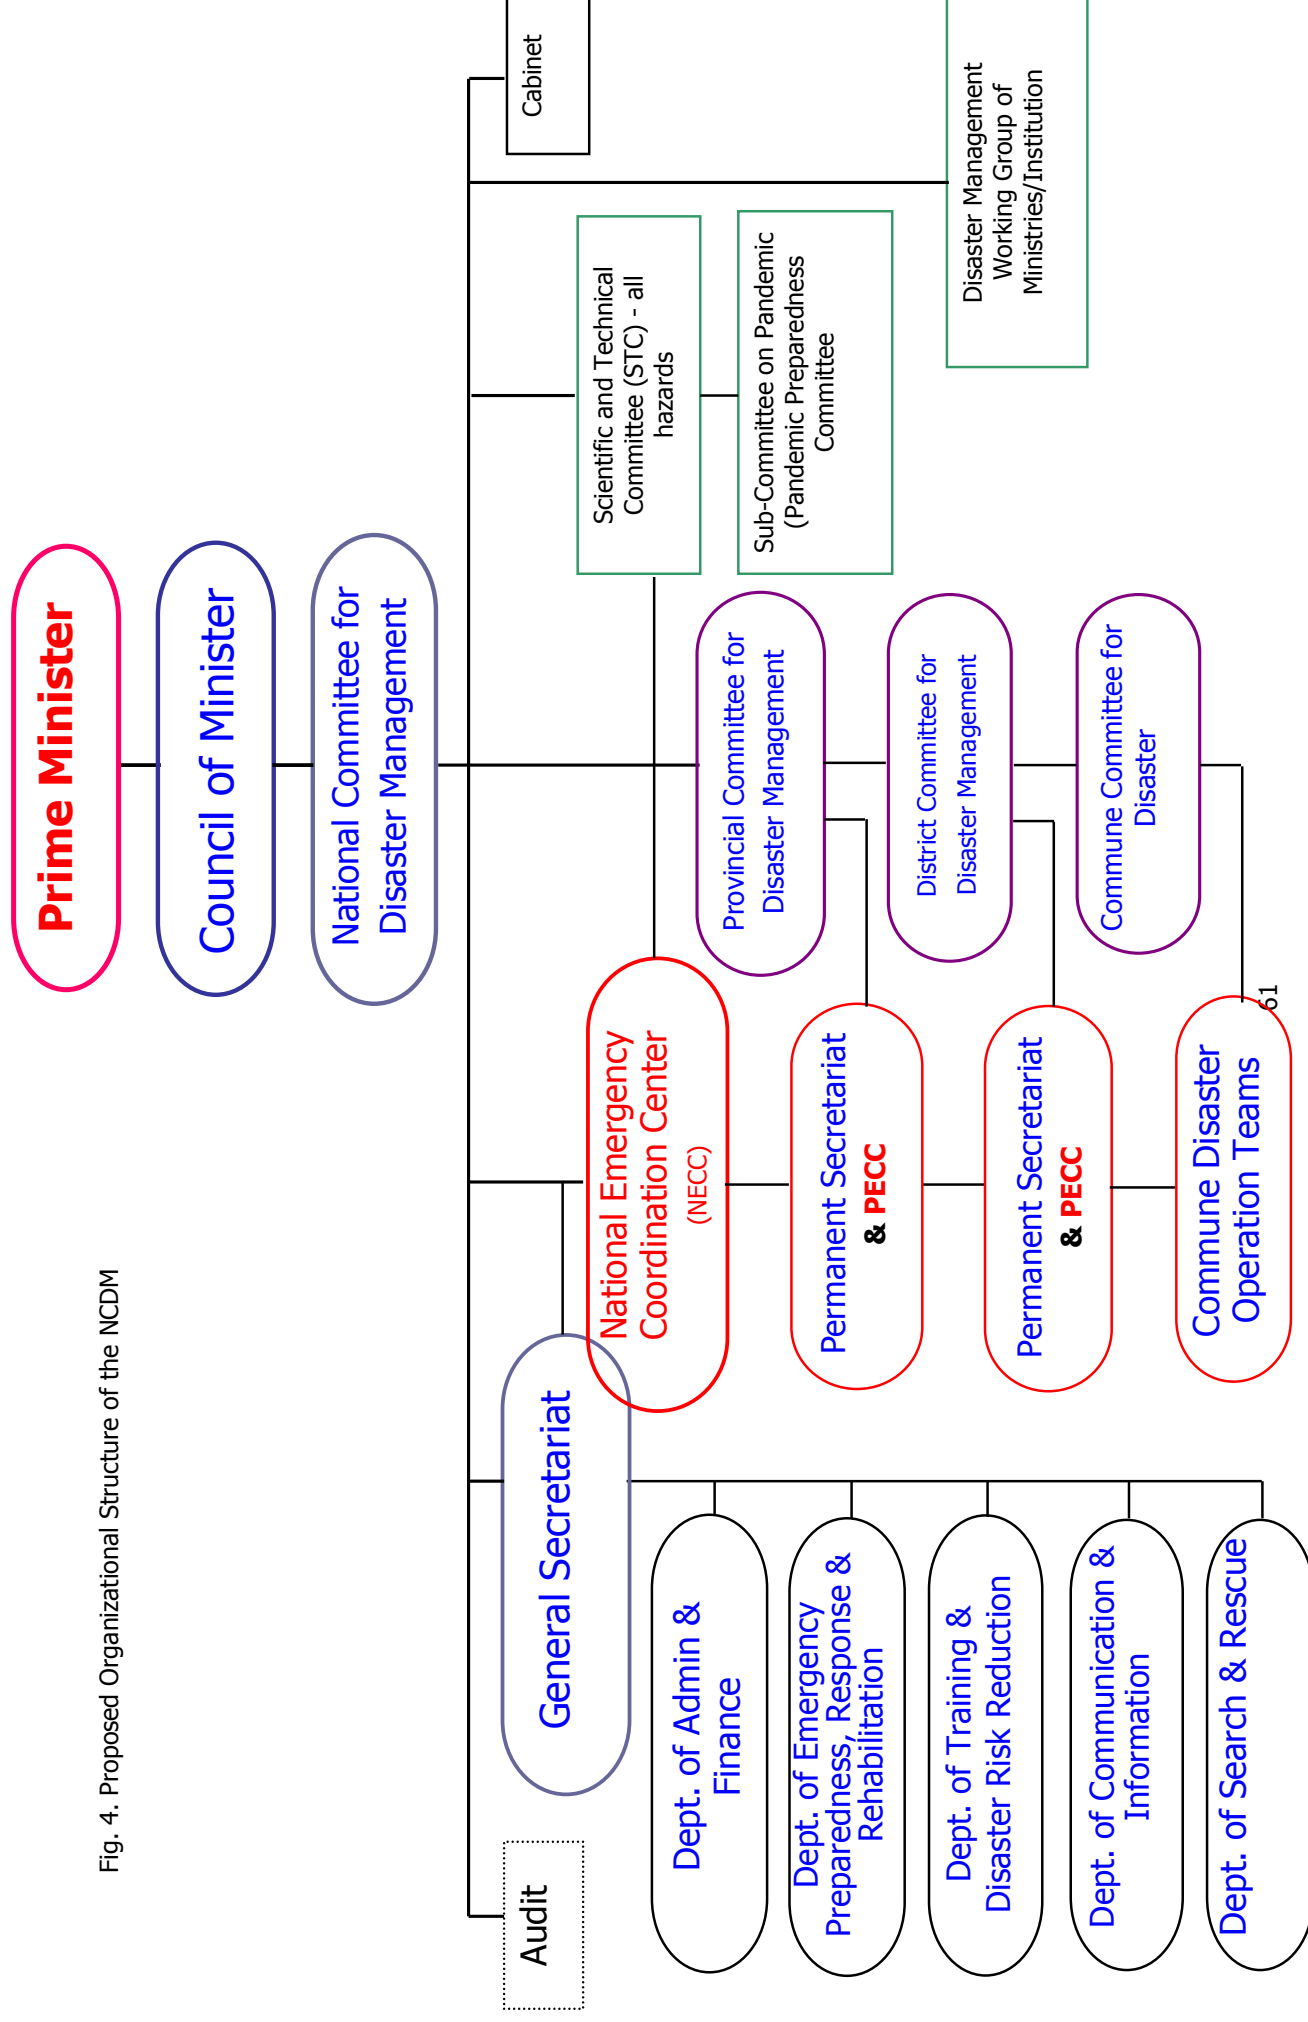 Fig. 4. Proposed Organizational Structure of the NCDM
Prime Minister
Council of Minister
National Committee for
Disaster Management
Audit
General Secretariat
Cabinet
National Emergency
Coordination Center
(NECC)
Scientific and Technical
Committee (STC) - all
hazards
Sub-Committee on Pandemic
(Pandemic Preparedness
Committee
Disaster Management
Working Group of
Ministries/Institution
Dept. of Admin &
Finance
Dept. of Emergency
Preparedness, Response &
Rehabilitation
Dept. of Training &
Disaster Risk Reduction
Dept. of Communication &
Information
Dept. of Search & Rescue
Permanent Secretariat
& PECC
Permanent Secretariat
& PECC
Commune Disaster
Operation Teams
Provincial Committee for
Disaster Management
District Committee for
Disaster Management
Commune Committee for
Disaster
61